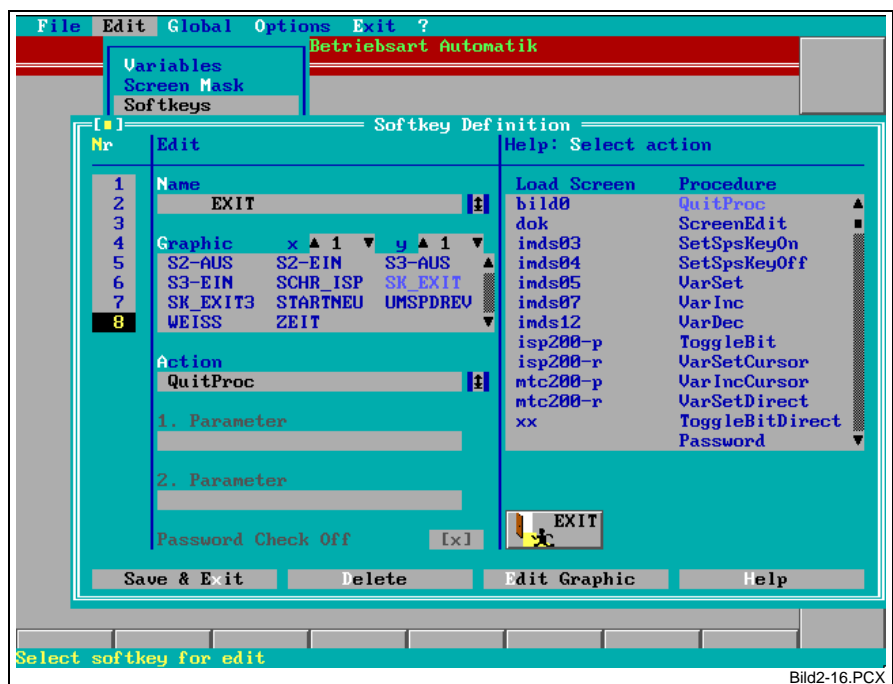 File Edit Global Options Exit ?
Betriebsart Automatik
Variables
Screen Mask
Softkeys
Softkey Definition
Nr Edit Help: Select action
1
2
3
4
5
6
7
8
Name
EXIT
Graphic x 1 y 1
S2-AUS S2-EIN S3-AUS
S3-EIN SCHR_ISP SK_EXIT
SK_EXIT3 STARTNEU UMSPDREV
WEISS ZEIT
Action
QuitProc
1. Parameter
2. Parameter
Password Check Off [x]
Load Screen Procedure
bild0 QuitProc
dok ScreenEdit
imds03 SetSpsKeyOn
imds04 SetSpsKeyOff
imds05 VarSet
imds07 VarInc
imds12 VarDec
isp200-p ToggleBit
isp200-r VarSetCursor
mtc200-p VarIncCursor
mtc200-r VarSetDirect
xx ToggleBitDirect
Password
EXIT
Save & Exit Delete Edit Graphic Help
Select softkey for edit
Bild2-16.PCX